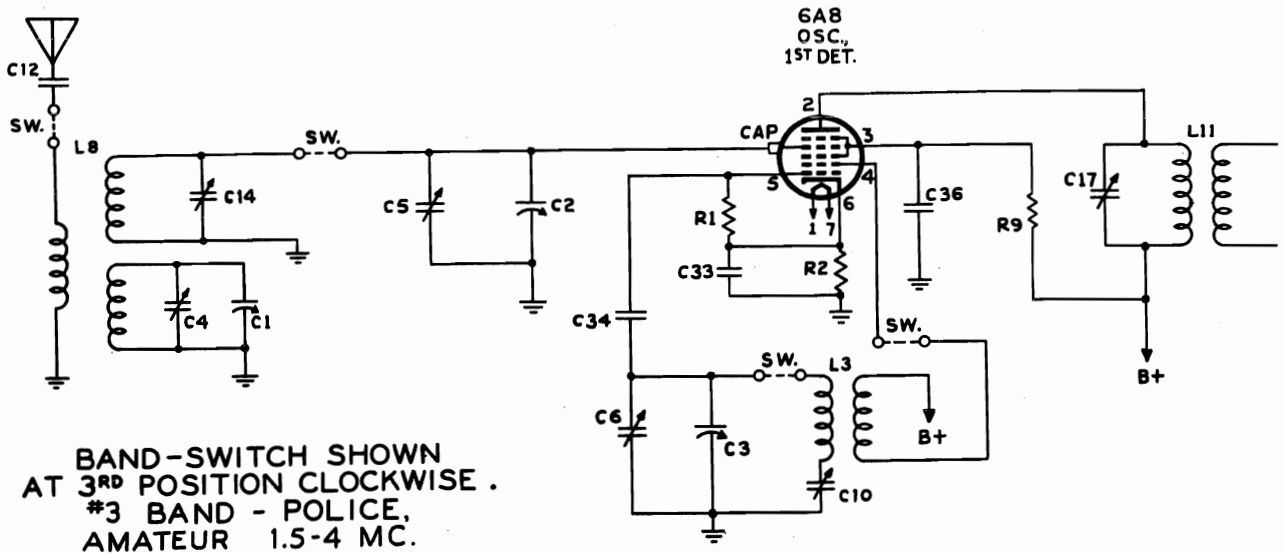 6A8
OSC.,
1ST DET.
C12
SW.
L8
SW.
CAP
2
3
4
5
6
1
7
L11
C14
C5
C2
R1
C36
C17
R9
C33
R2
C4
C1
C34
SW.
SW.
L3
B+
C6
C3
B+
C10
BAND-SWITCH SHOWN
AT 3RD POSITION CLOCKWISE.
#3 BAND - POLICE,
AMATEUR 1.5-4 MC.